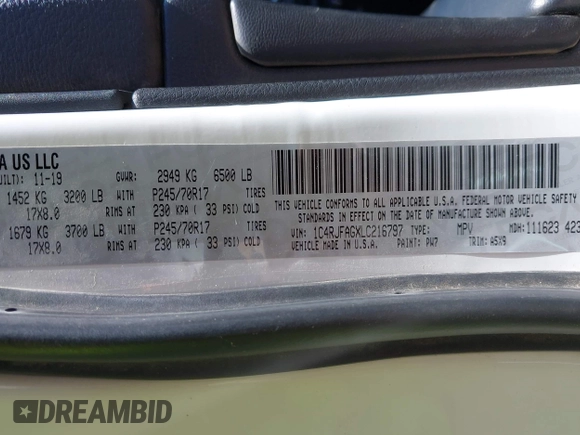 A US LLC
UILT): 11-19 GVWR: 2949 KG 6500 LB
1452 KG 3200 LB WITH P245/70R17 TIRES
17X8.0 RIMS AT 230 KPA ( 33 PSI) COLD
1679 KG 3700 LB WITH P245/70R17 TIRES
17X8.0 RIMS AT 230 KPA ( 33 PSI) COLD
THIS VEHICLE CONFORMS TO ALL APPLICABLE U.S.A. FEDERAL MOTOR VEHICLE SAFETY
STANDARDS IN EFFECT ON THE DATE OF MANUFACTURE SHOWN ABOVE.
VIN: 1C4RJFAGXLC216797 TYPE: MPV MDH: 111623 423
VEHICLE MADE IN U.S.A. PAINT: PW7 TRIM: A5X9
DREAMBID